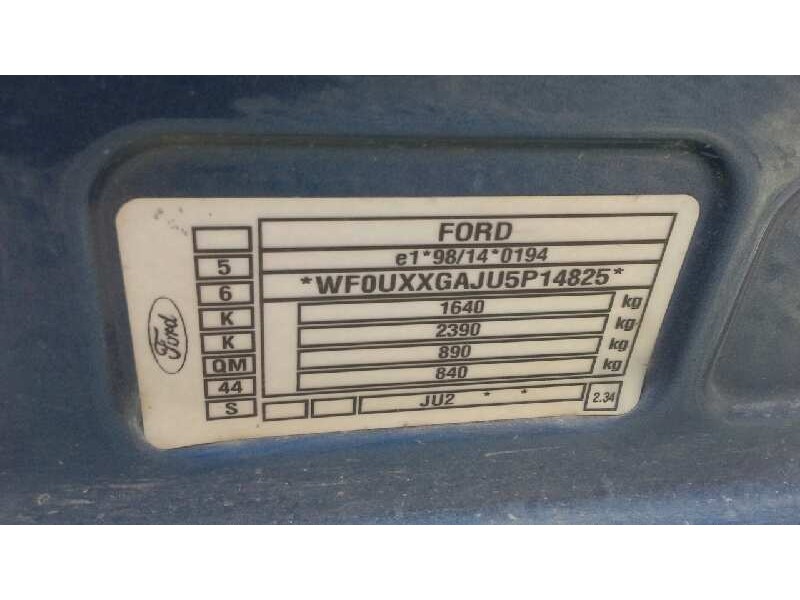 FORD
e1*98/14*0194
*WF0UXXGAJU5P14825*
1640 kg
2390 kg
890 kg
840 kg
JU2 * * 2.34
5
6
K
K
QM
44
S
Ford